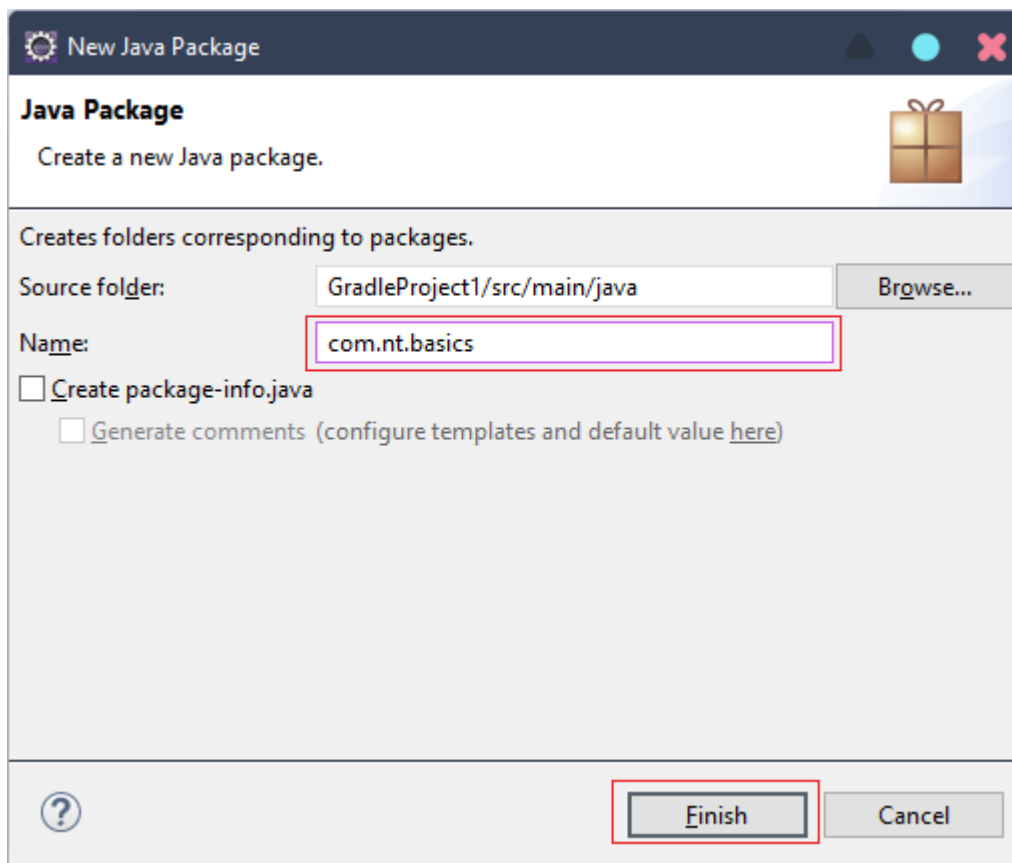 New Java Package
Java Package
Create a new Java package.
Creates folders corresponding to packages.
Source folder: GradleProject1/src/main/java Browse...
Name: com.nt.basics
Create package-info.java
Generate comments (configure templates and default value here)
? Finish Cancel